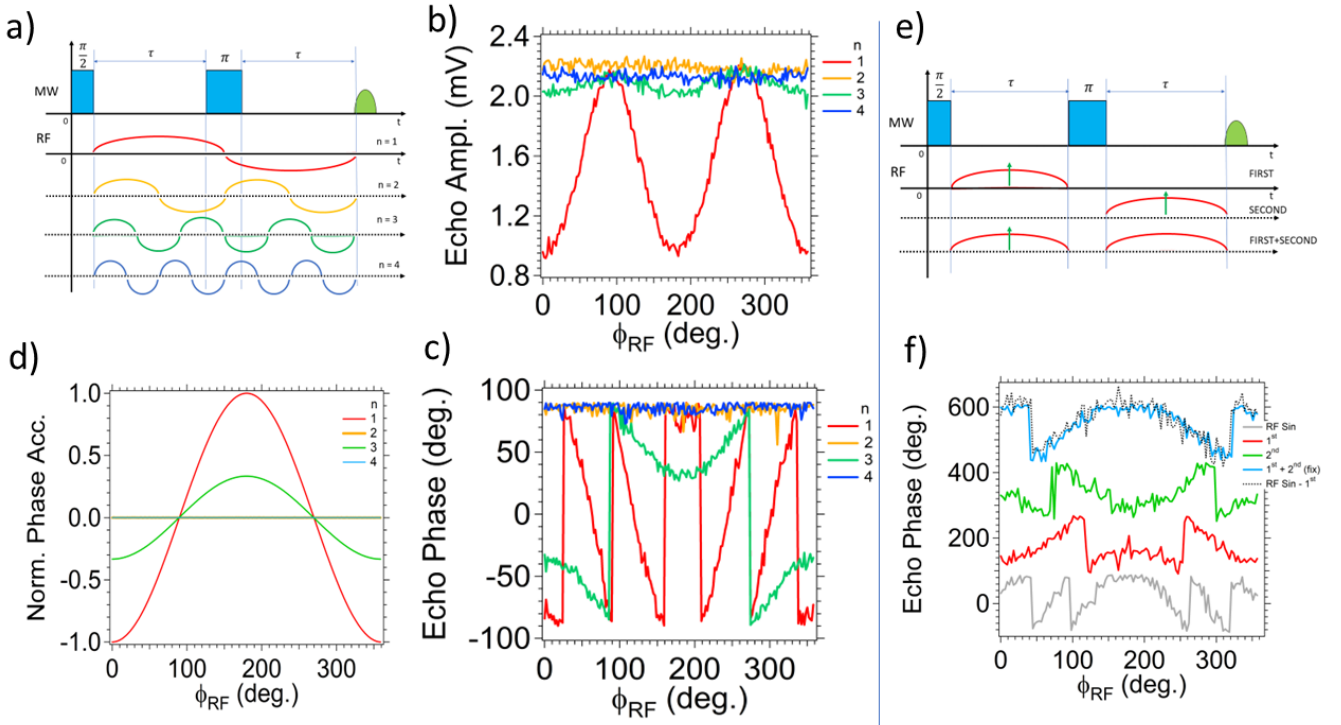 a)
π/2
τ
π
τ
MW
0
t
RF
n = 1
0
t
n = 2
n = 3
n = 4
b)
Echo Ampl. (mV)
2.4
2.0
1.6
1.2
0.8
0
100
200
300
ϕRF (deg.)
n
1
2
3
4
e)
π/2
τ
π
τ
MW
0
t
RF
FIRST
0
t
SECOND
FIRST+SECOND
d)
Norm. Phase Acc.
1.0
0.5
0.0
-0.5
-1.0
0
100
200
300
ϕRF (deg.)
n
1
2
3
4
c)
Echo Phase (deg.)
100
50
0
-50
-100
0
100
200
300
ϕRF (deg.)
n
1
2
3
4
f)
Echo Phase (deg.)
600
400
200
0
0
100
200
300
ϕRF (deg.)
RF Sin
1st
2nd
1st + 2nd (fix)
RF Sin - 1st